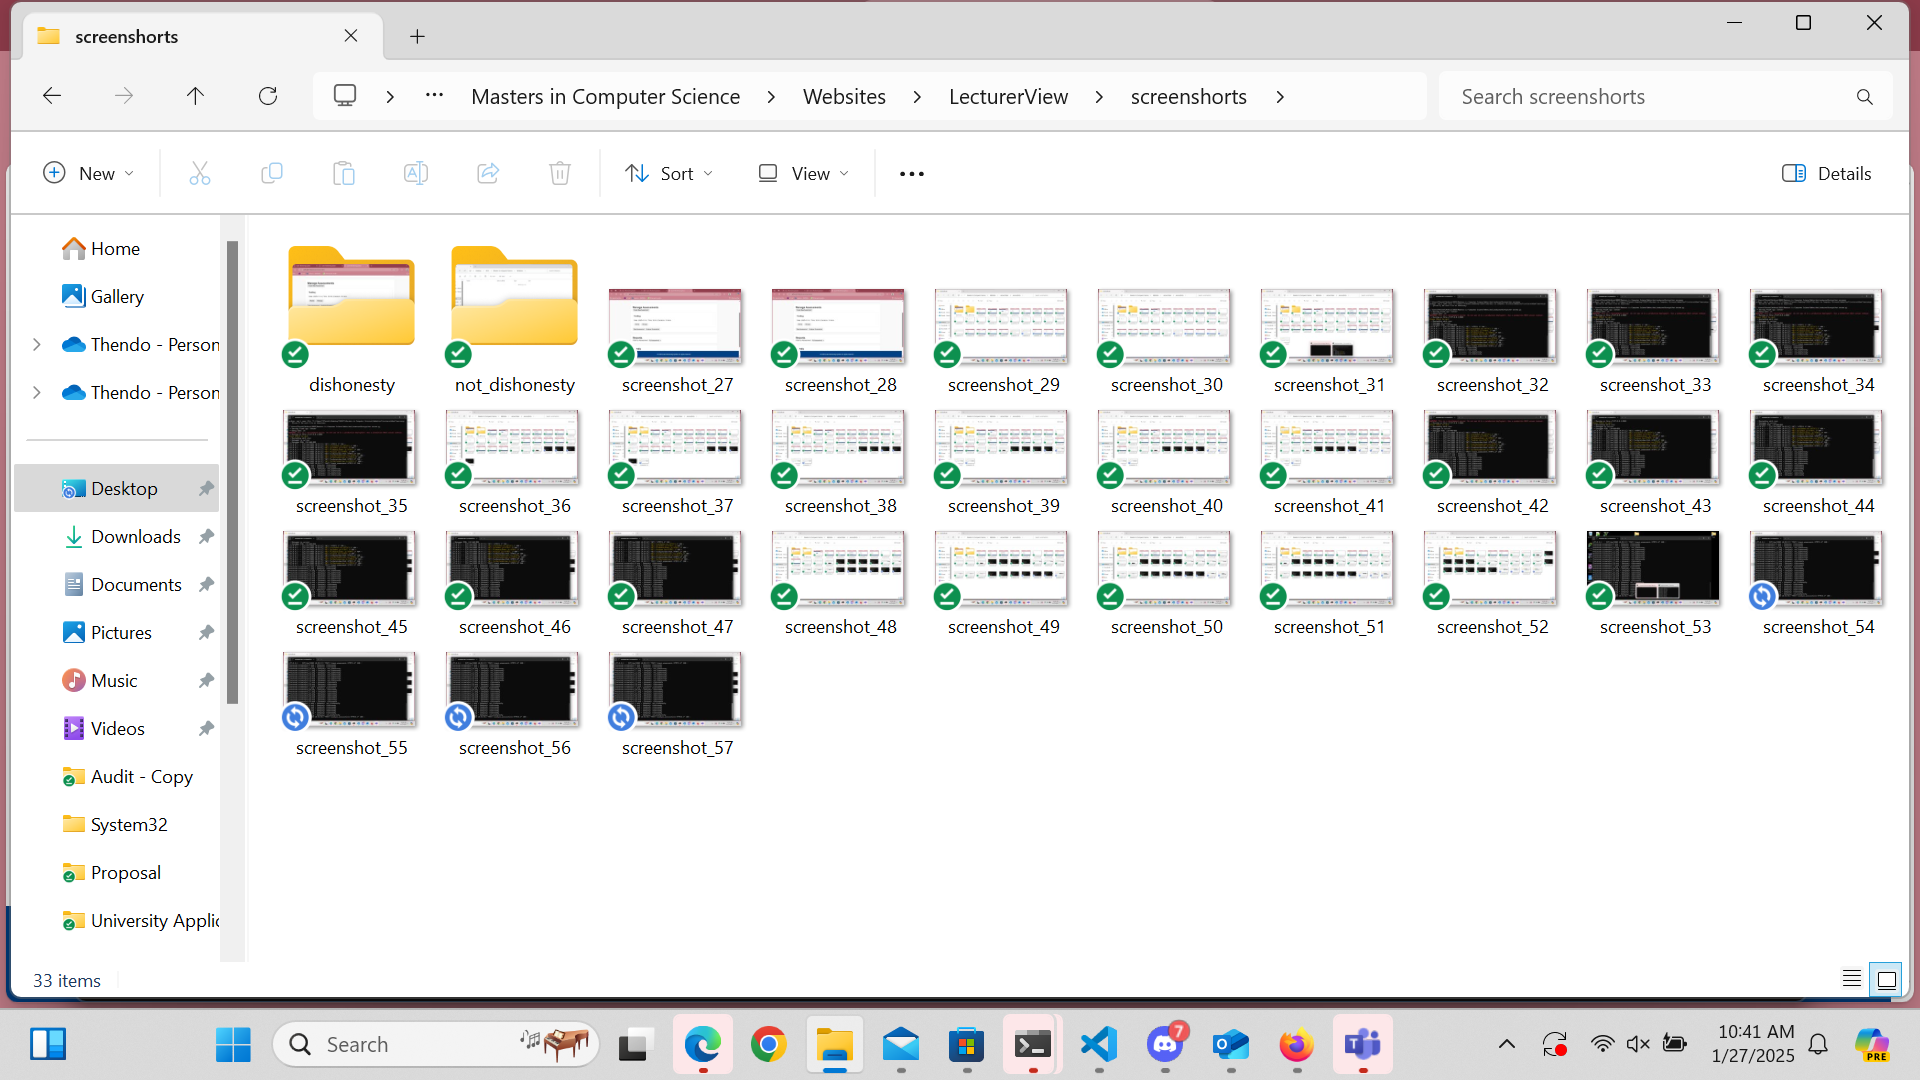 screenshorts
Masters in Computer Science
Websites
LecturerView
screenshorts
Search screenshorts
New
Sort
View
Details
Home
Gallery
Thendo - Person
Thendo - Person
Desktop
Downloads
Documents
Pictures
Music
Videos
Audit - Copy
System32
Proposal
University Applic
dishonesty
not_dishonesty
screenshot_27
screenshot_28
screenshot_29
screenshot_30
screenshot_31
screenshot_32
screenshot_33
screenshot_34
screenshot_35
screenshot_36
screenshot_37
screenshot_38
screenshot_39
screenshot_40
screenshot_41
screenshot_42
screenshot_43
screenshot_44
screenshot_45
screenshot_46
screenshot_47
screenshot_48
screenshot_49
screenshot_50
screenshot_51
screenshot_52
screenshot_53
screenshot_54
screenshot_55
screenshot_56
screenshot_57
33 items
Search
7
10:41 AM
1/27/2025
PRE